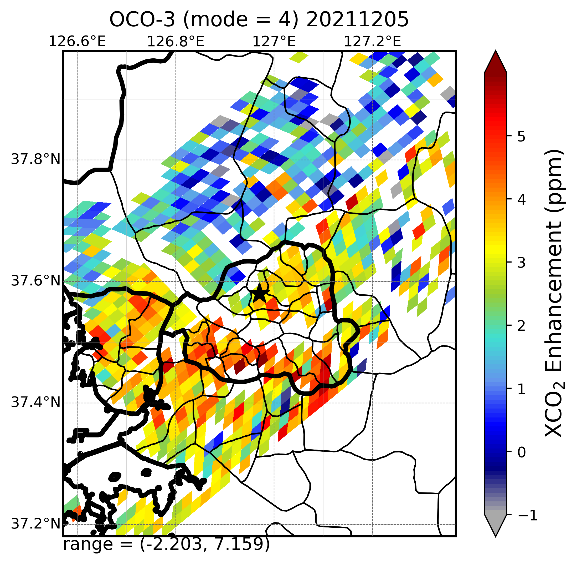 OCO-3 (mode = 4) 20211205
126.6°E 126.8°E 127°E 127.2°E
37.8°N
37.6°N
37.4°N
37.2°N
range = (-2.203, 7.159)
5
4
3
2
1
0
−1
XCO₂ Enhancement (ppm)